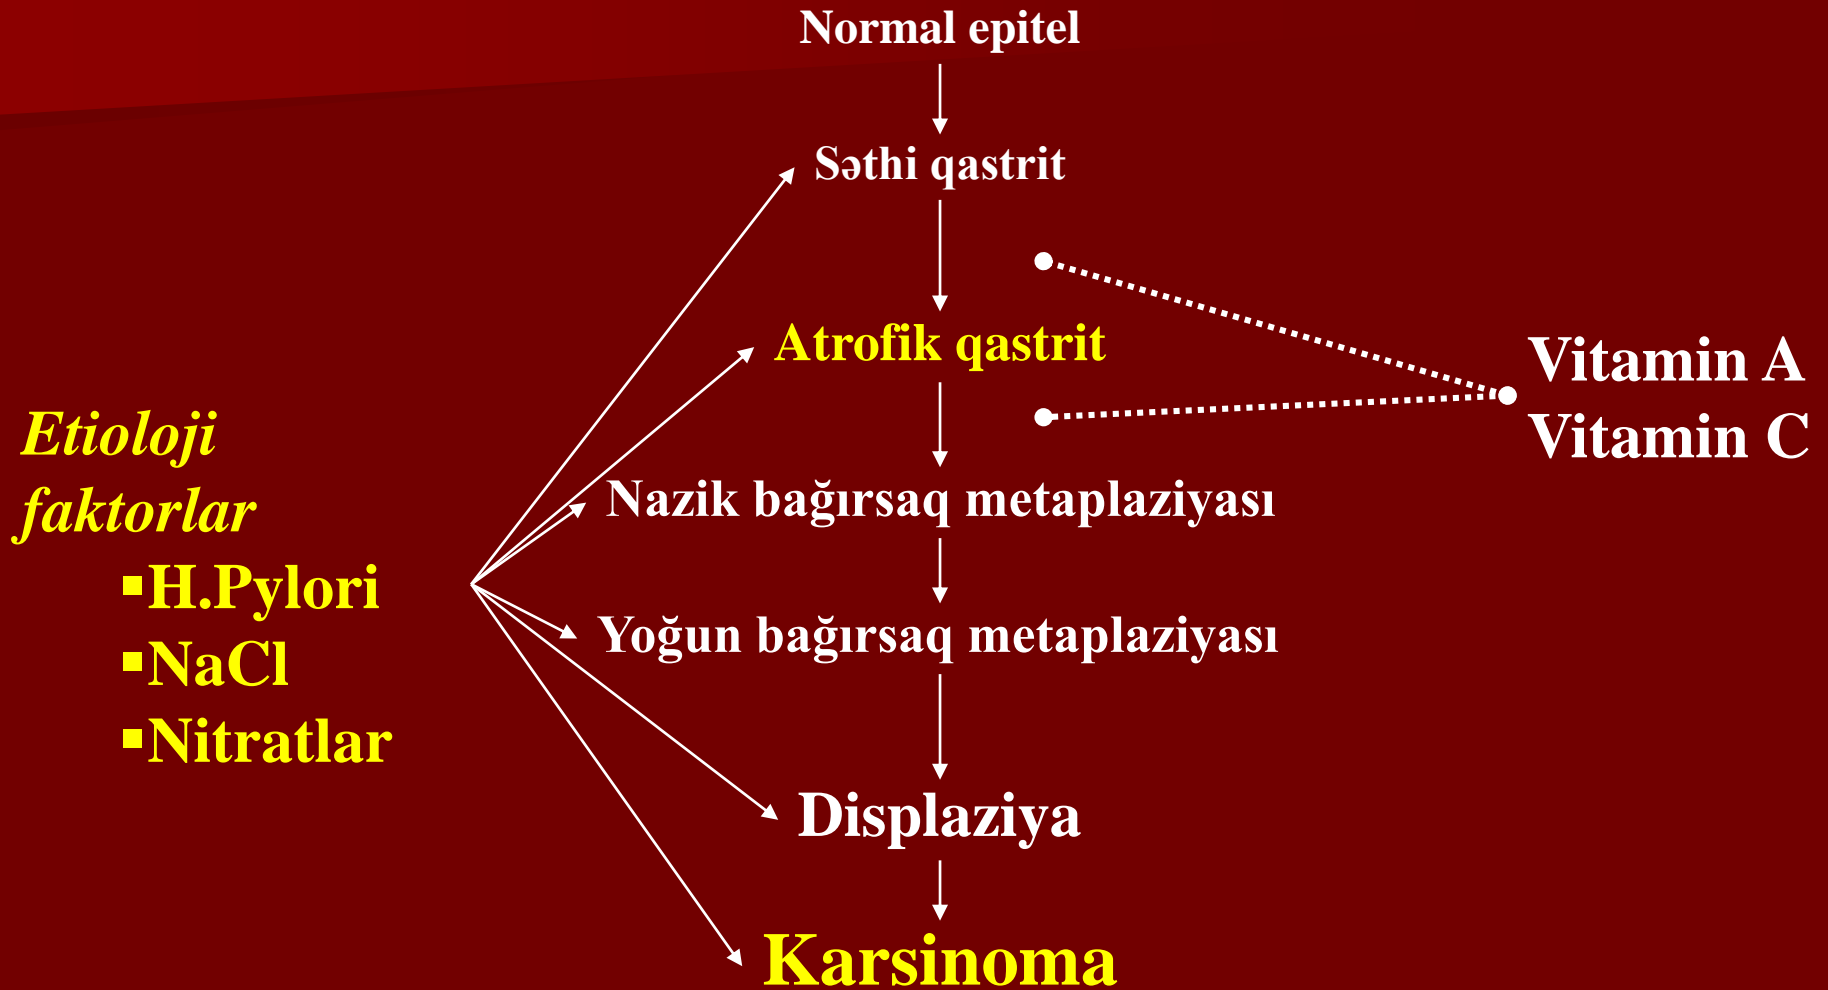 Normal epitel
Səthi qastrit
Atrofik qastrit
Vitamin A
Vitamin C
Etioloji
faktorlar
▪H.Pylori
▪NaCl
▪Nitratlar
Nazik bağırsaq metaplaziyası
Yoğun bağırsaq metaplaziyası
Displaziya
Karsinoma